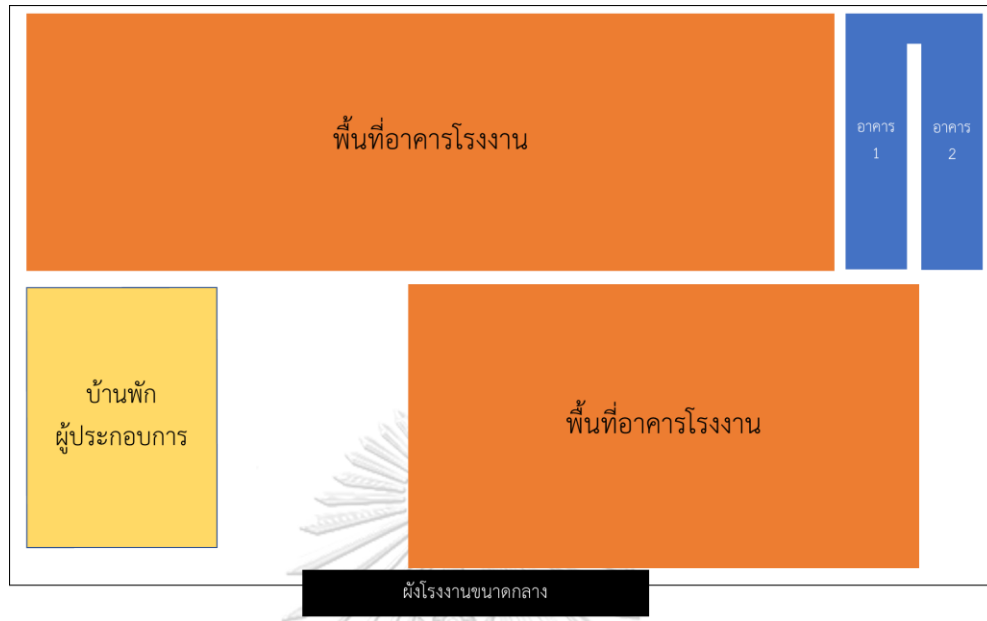 พื้นที่อาคารโรงงาน
อาคาร
1
อาคาร
2
บ้านพัก
ผู้ประกอบการ
พื้นที่อาคารโรงงาน
ผังโรงงานขนาดกลาง